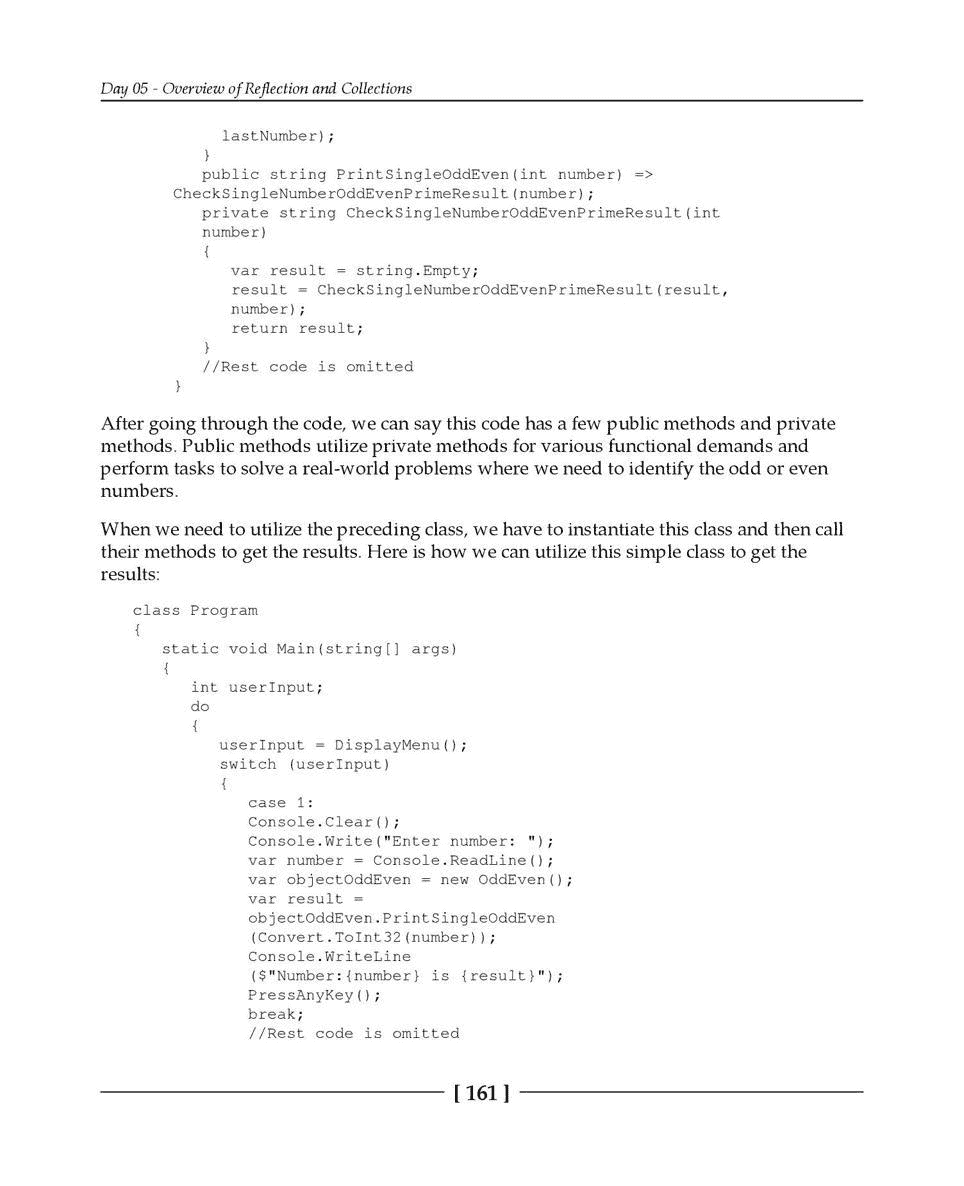 Day 05 - Overview of Reflection and Collections
lastNumber);
}
public string PrintSingleOddEven(int number) =>
CheckSingleNumberOddEvenPrimeResult(number);
private string CheckSingleNumberOddEvenPrimeResult(int
number)
{
var result = string.Empty;
result = CheckSingleNumberOddEvenPrimeResult(result,
number);
return result;
}
//Rest code is omitted
}
After going through the code, we can say this code has a few public methods and private
methods. Public methods utilize private methods for various functional demands and
perform tasks to solve a real-world problems where we need to identify the odd or even
numbers.
When we need to utilize the preceding class, we have to instantiate this class and then call
their methods to get the results. Here is how we can utilize this simple class to get the
results:
class Program
{
static void Main(string[] args)
{
int userInput;
do
{
userInput = DisplayMenu();
switch (userInput)
{
case 1:
Console.Clear();
Console.Write("Enter number: ");
var number = Console.ReadLine();
var objectOddEven = new OddEven();
var result =
objectOddEven.PrintSingleOddEven
(Convert.ToInt32(number));
Console.WriteLine
($"Number:{number} is {result}");
PressAnyKey();
break;
//Rest code is omitted
[ 161 ]